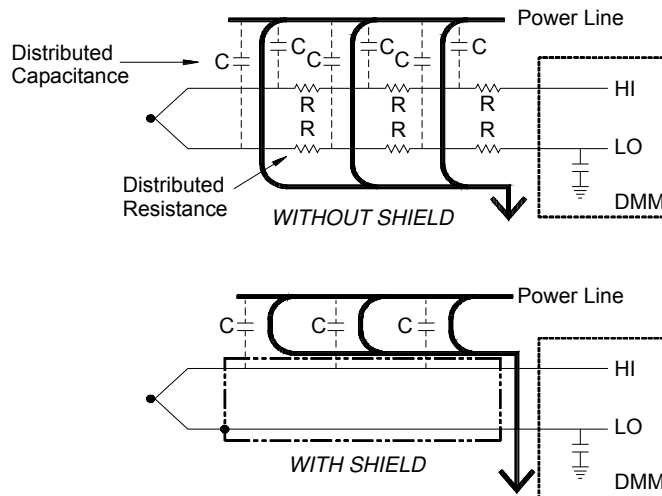 Power Line
Distributed
Capacitance
C
C
C
C
C
C
HI
R
R
R
R
R
R
LO
Distributed
Resistance
WITHOUT SHIELD
DMM
Power Line
C
C
C
HI
LO
WITH SHIELD
DMM